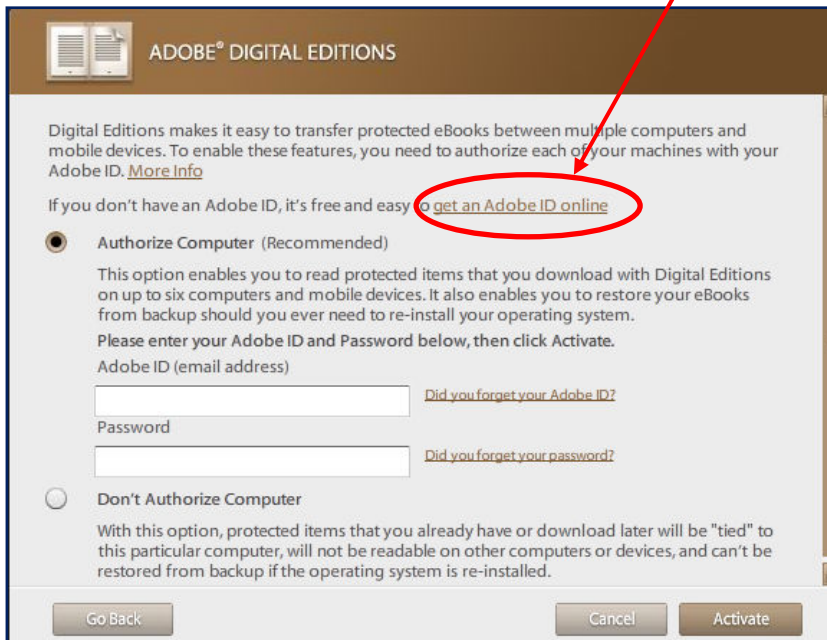 ADOBE® DIGITAL EDITIONS
Digital Editions makes it easy to transfer protected eBooks between multiple computers and
mobile devices. To enable these features, you need to authorize each of your machines with your
Adobe ID. More Info
If you don't have an Adobe ID, it's free and easy to get an Adobe ID online
Authorize Computer (Recommended)
This option enables you to read protected items that you download with Digital Editions
on up to six computers and mobile devices. It also enables you to restore your eBooks
from backup should you ever need to re-install your operating system.
Please enter your Adobe ID and Password below, then click Activate.
Adobe ID (email address)
Did you forget your Adobe ID?
Password
Did you forget your password?
Don't Authorize Computer
With this option, protected items that you already have or download later will be "tied" to
this particular computer, will not be readable on other computers or devices, and can't be
restored from backup if the operating system is re-installed.
Go Back
Cancel
Activate